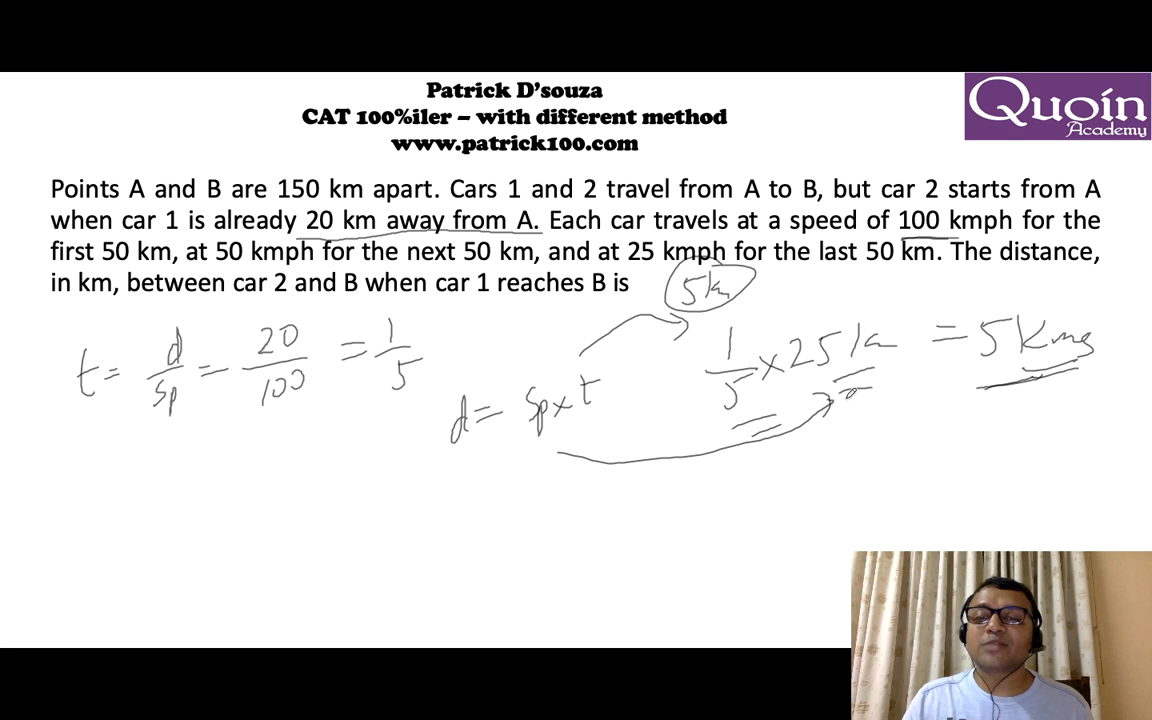 Patrick D'souza
CAT 100%iler – with different method
www.patrick100.com
Quoin
Academy
Points A and B are 150 km apart. Cars 1 and 2 travel from A to B, but car 2 starts from A
when car 1 is already 20 km away from A. Each car travels at a speed of 100 kmph for the
first 50 km, at 50 kmph for the next 50 km, and at 25 kmph for the last 50 km. The distance,
in km, between car 2 and B when car 1 reaches B is 5km
t = d/sp = 20/100 = 1/5
d = sp x t
1/5 x 25 km = 5 kms